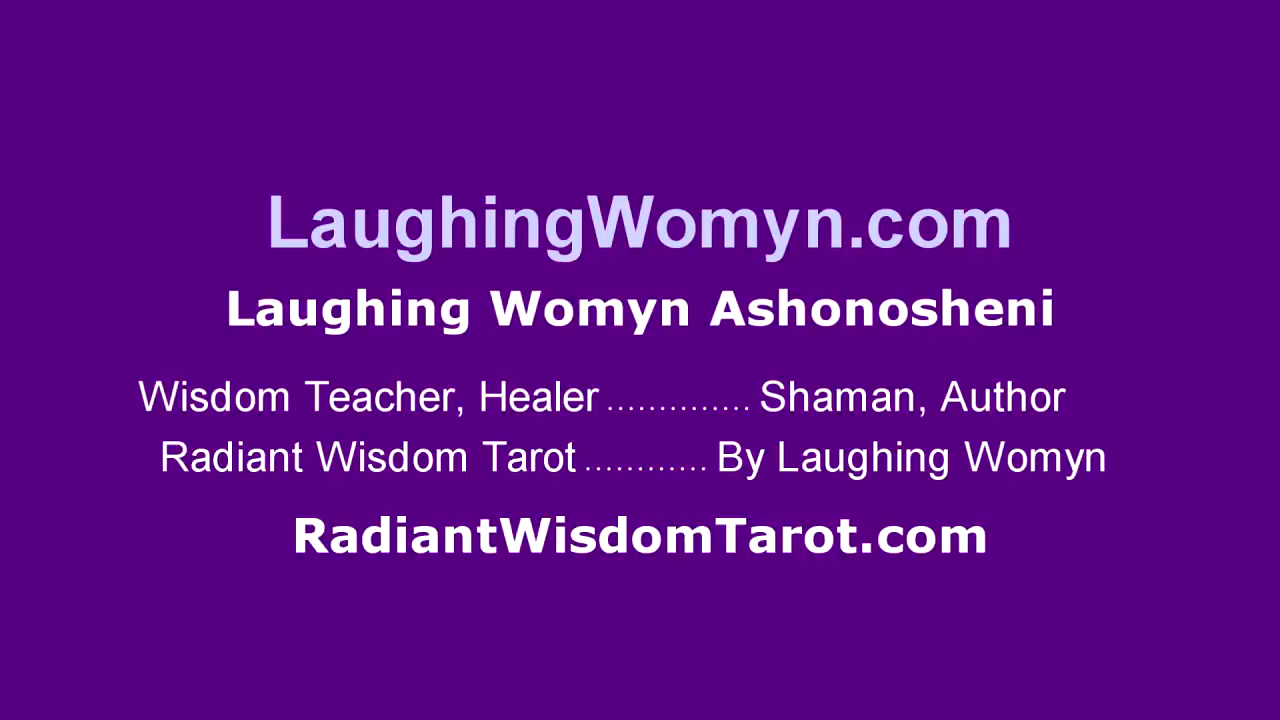 LaughingWomyn.com
Laughing Womyn Ashonosheni
Wisdom Teacher, Healer .............. Shaman, Author
Radiant Wisdom Tarot ............ By Laughing Womyn
RadiantWisdomTarot.com